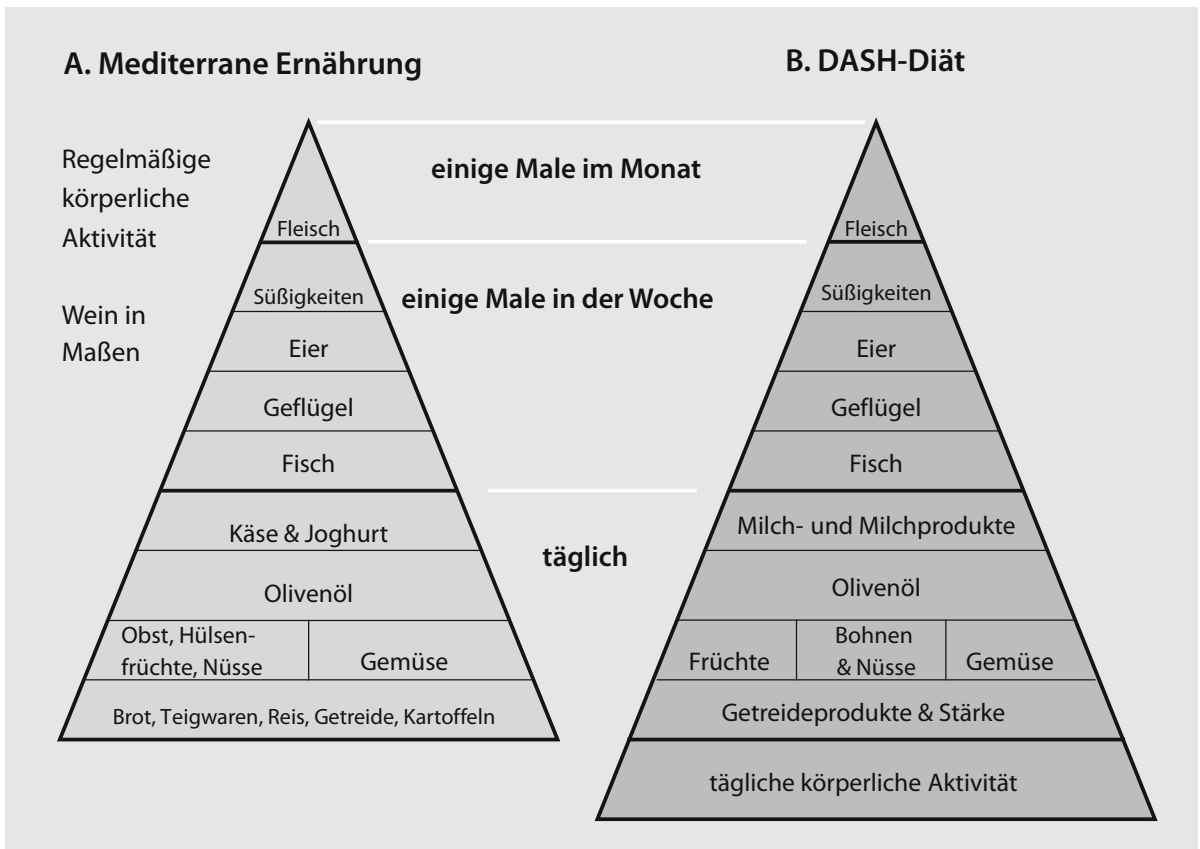 A. Mediterrane Ernährung
B. DASH-Diät
Regelmäßige
körperliche
Aktivität
Wein in
Maßen
einige Male im Monat
einige Male in der Woche
täglich
Fleisch
Süßigkeiten
Eier
Geflügel
Fisch
Käse & Joghurt
Olivenöl
Obst, Hülsen-
früchte, Nüsse
Gemüse
Brot, Teigwaren, Reis, Getreide, Kartoffeln
Fleisch
Süßigkeiten
Eier
Geflügel
Fisch
Milch- und Milchprodukte
Olivenöl
Früchte
Bohnen
& Nüsse
Gemüse
Getreideprodukte & Stärke
tägliche körperliche Aktivität